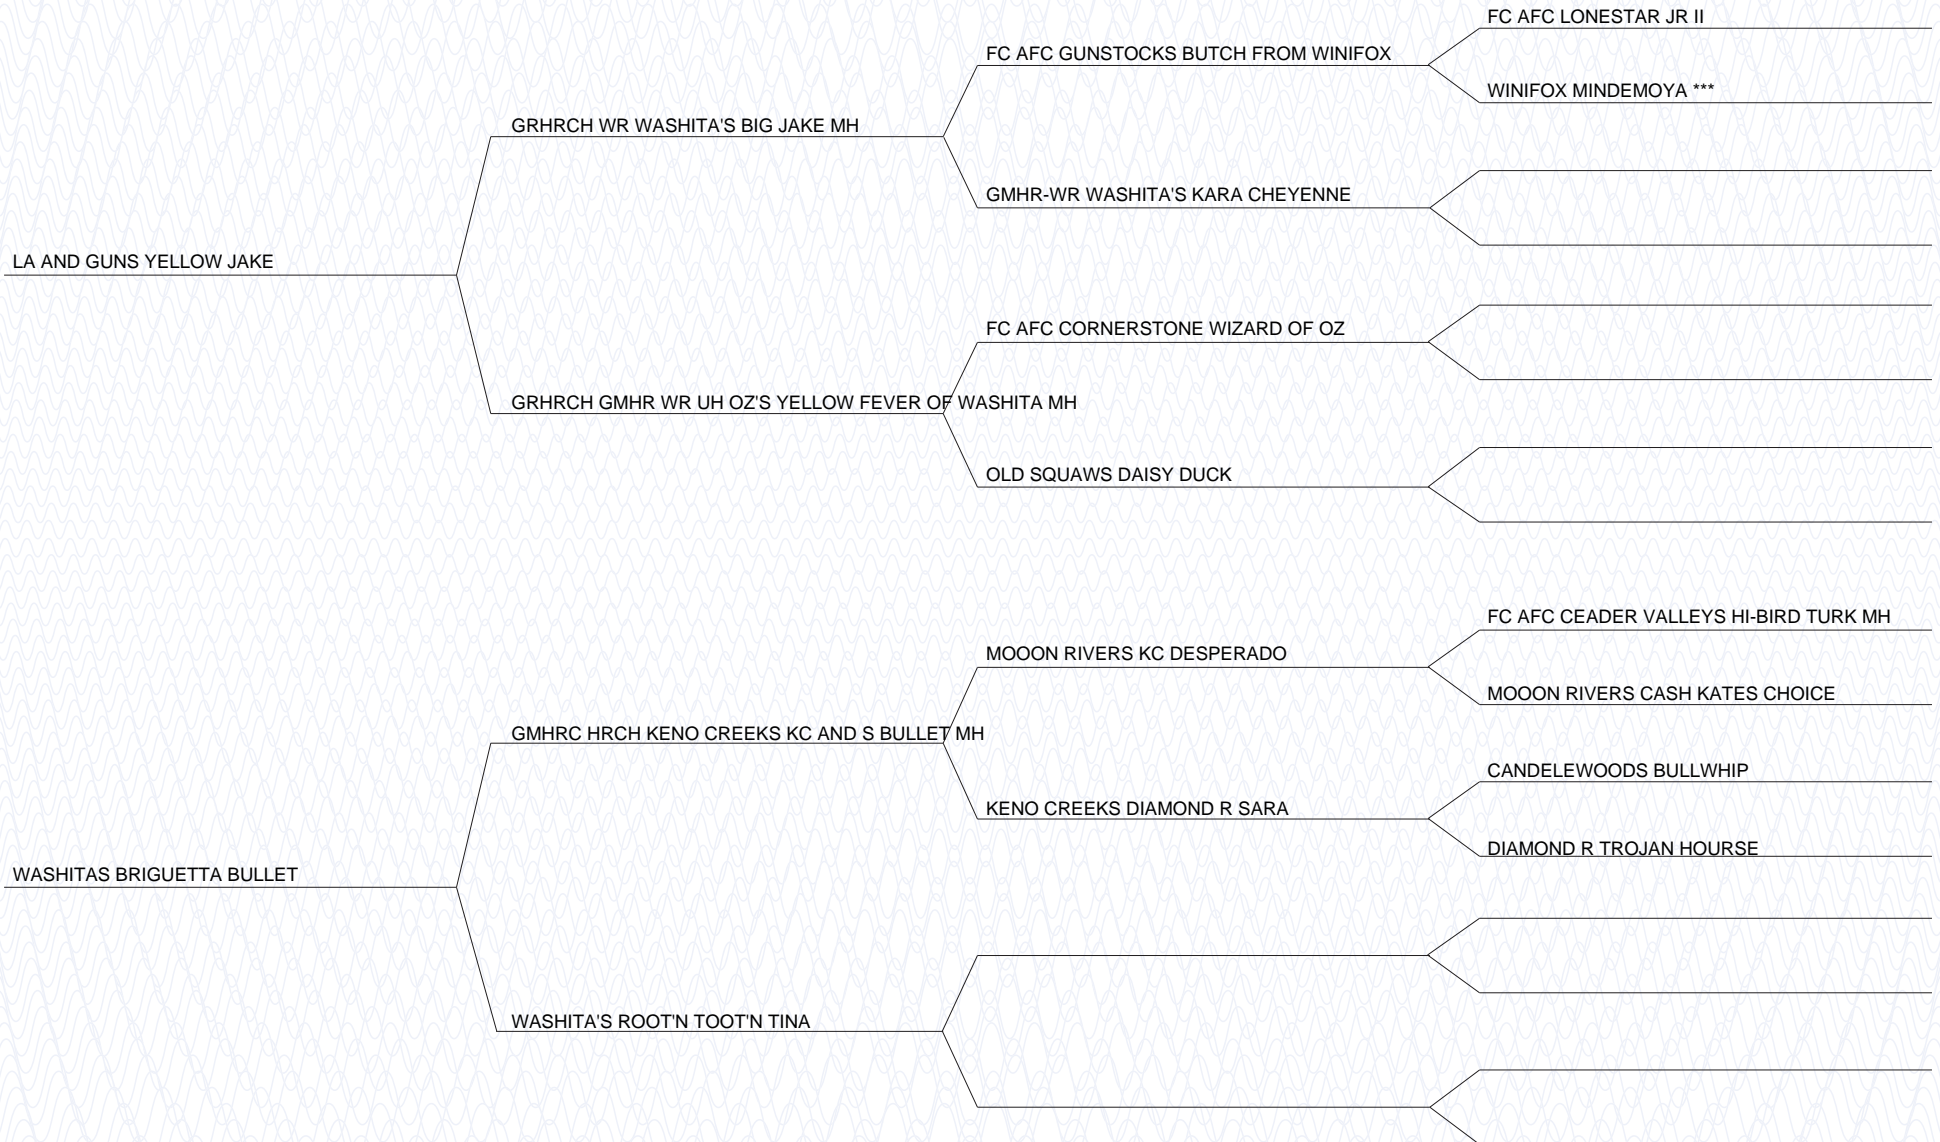 FC AFC LONESTAR JR II
FC AFC GUNSTOCKS BUTCH FROM WINIFOX
WINIFOX MINDEMOYA ***
GRHRCH WR WASHITA'S BIG JAKE MH
GMHR-WR WASHITA'S KARA CHEYENNE
LA AND GUNS YELLOW JAKE
FC AFC CORNERSTONE WIZARD OF OZ
GRHRCH GMHR WR UH OZ'S YELLOW FEVER OF WASHITA MH
OLD SQUAWS DAISY DUCK
FC AFC CEADER VALLEYS HI-BIRD TURK MH
MOOON RIVERS KC DESPERADO
MOOON RIVERS CASH KATES CHOICE
GMHRC HRCH KENO CREEKS KC AND S BULLET MH
CANDELEWOODS BULLWHIP
KENO CREEKS DIAMOND R SARA
DIAMOND R TROJAN HOURSE
WASHITAS BRIGUETTA BULLET
WASHITA'S ROOT'N TOOT'N TINA